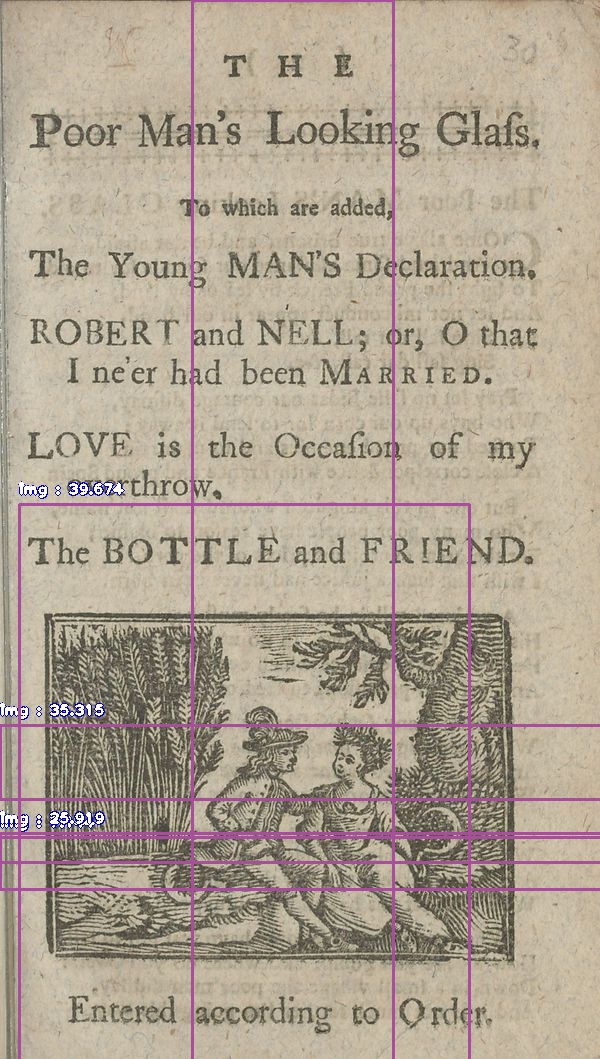 30
THE
Poor Man's Looking Glaſs.
To which are added,
The Young MAN'S Declaration.
ROBERT and NELL; or, O that
I ne'er had been MARRIED.
LOVE is the Occaſion of my
overthrow.
img : 39.674
The BOTTLE and FRIEND.
img : 35.315
img : 25.919
Entered according to Order.